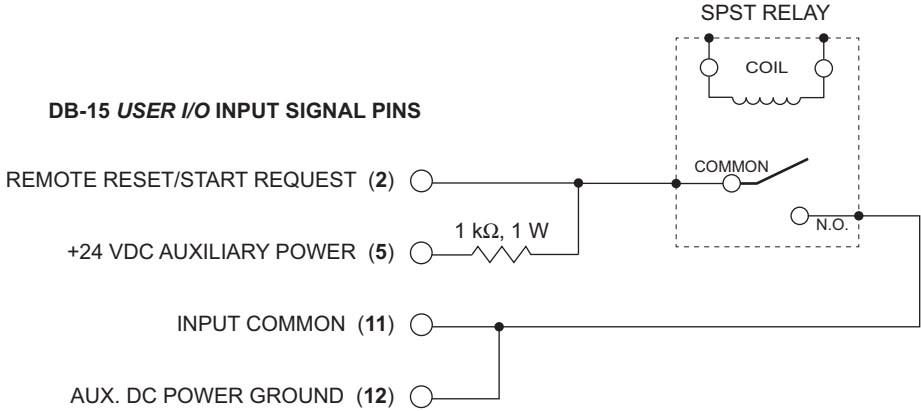 SPST RELAY
COIL
DB-15 USER I/O INPUT SIGNAL PINS
COMMON
REMOTE RESET/START REQUEST (2)
N.O.
1 kΩ, 1 W
+24 VDC AUXILIARY POWER (5)
INPUT COMMON (11)
AUX. DC POWER GROUND (12)